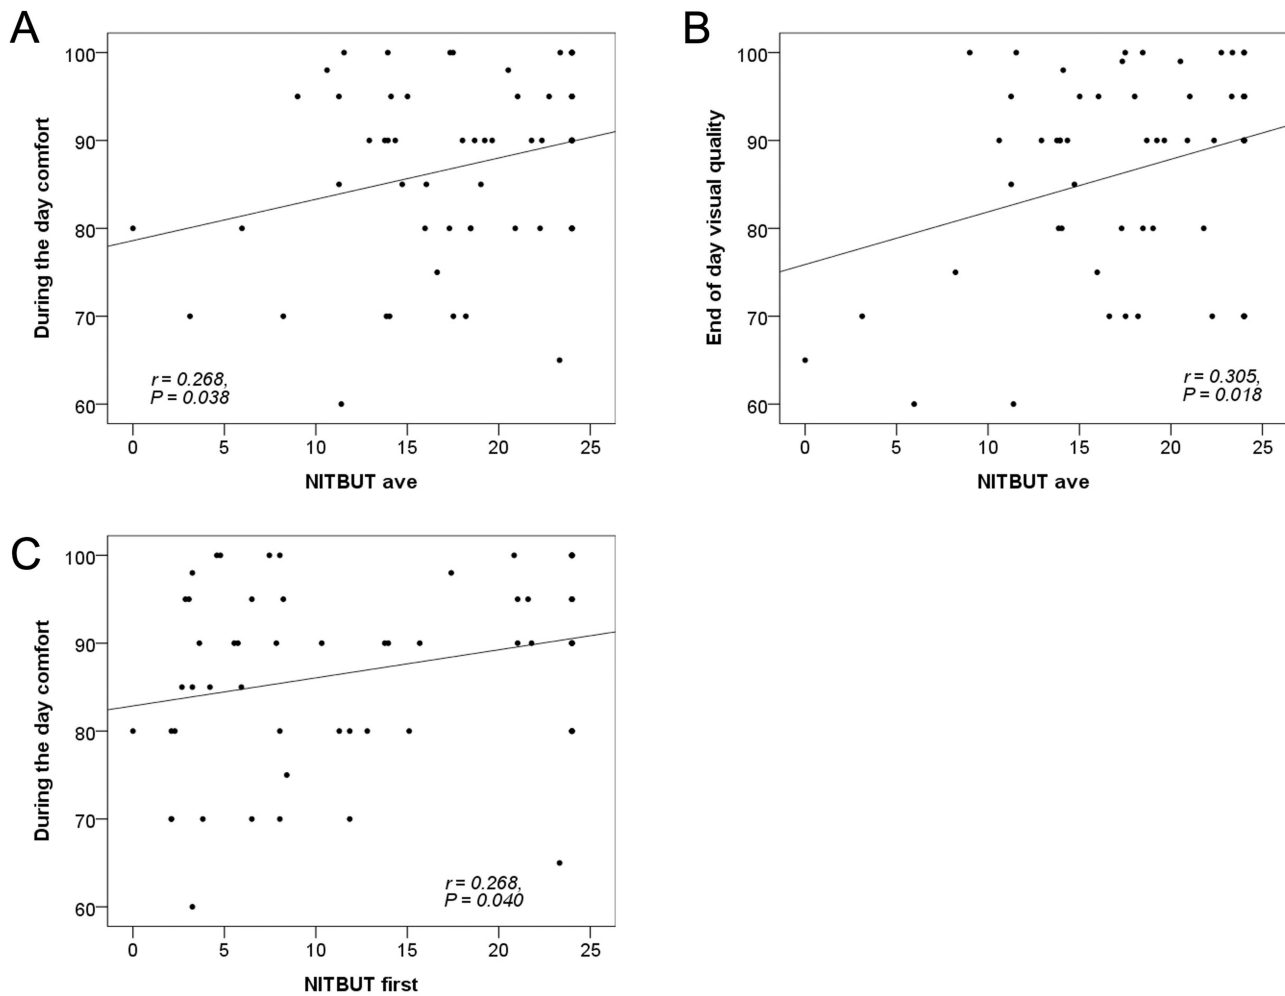 A
During the day comfort
100
90
80
70
60
r = 0.268,
P = 0.038
0 5 10 15 20 25
NITBUT ave
B
End of day visual quality
100
90
80
70
60
r = 0.305,
P = 0.018
0 5 10 15 20 25
NITBUT ave
C
During the day comfort
100
90
80
70
60
r = 0.268,
P = 0.040
0 5 10 15 20 25
NITBUT first